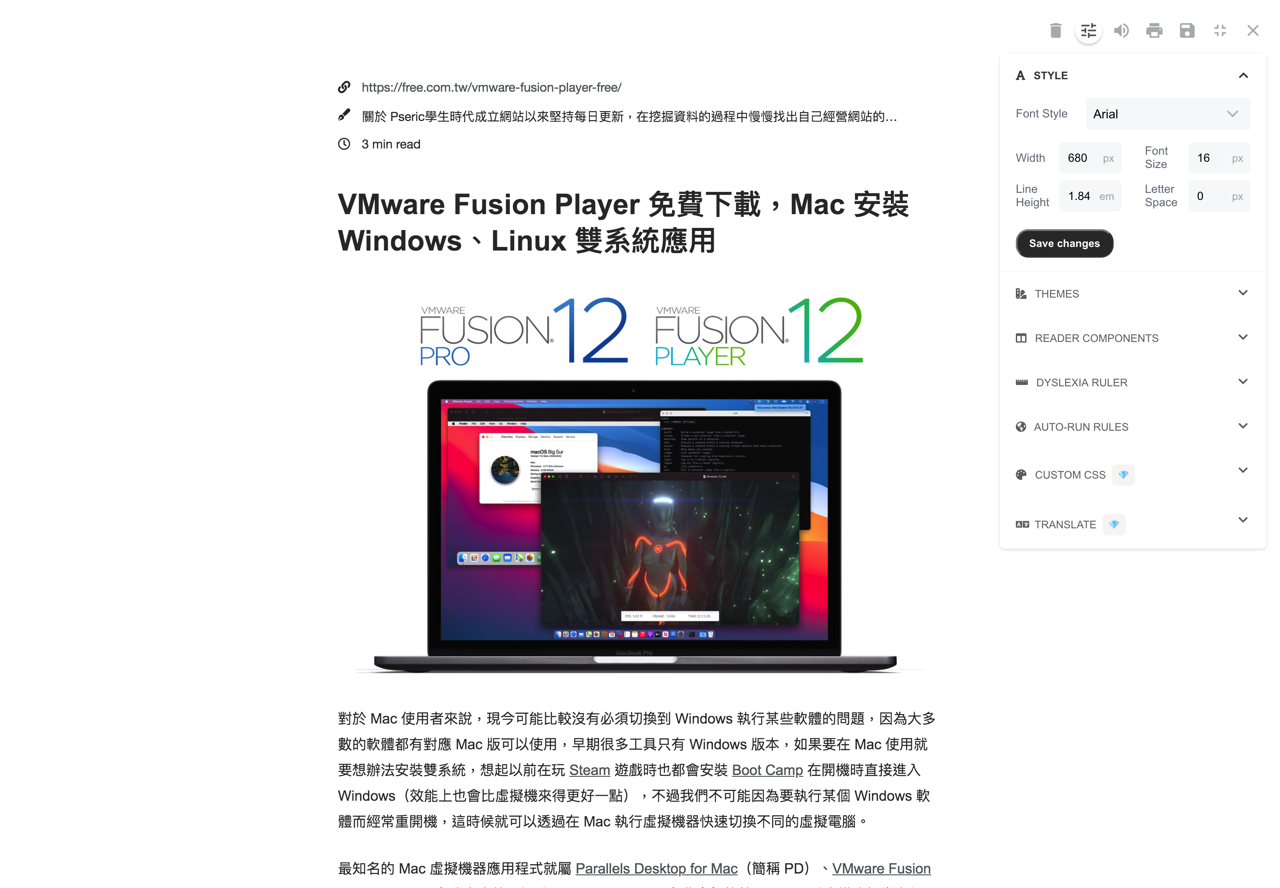 https://free.com.tw/vmware-fusion-player-free/
關於 Pseric學生時代成立網站以來堅持每日更新，在挖掘資料的過程中慢慢找出自己經營網站的…
3 min read
VMware Fusion Player 免費下載，Mac 安裝
Windows、Linux 雙系統應用
VMWARE
FUSION® 12
PRO
VMWARE
FUSION® 12
PLAYER
macOS Big Sur
MacBook Pro
對於 Mac 使用者來說，現今可能比較沒有必須切換到 Windows 執行某些軟體的問題，因為大多
數的軟體都有對應 Mac 版可以使用，早期很多工具只有 Windows 版本，如果要在 Mac 使用就
要想辦法安裝雙系統，想起以前在玩 Steam 遊戲時也都會安裝 Boot Camp 在開機時直接進入
Windows（效能上也會比虛擬機來得更好一點），不過我們不可能因為要執行某個 Windows 軟
體而經常重開機，這時候就可以透過在 Mac 執行虛擬機器快速切換不同的虛擬電腦。
最知名的 Mac 虛擬機器應用程式就屬 Parallels Desktop for Mac（簡稱 PD）、VMware Fusion
STYLE
Font Style Arial
Width 680 px Font Size 16 px
Line Height 1.84 em Letter Space 0 px
Save changes
THEMES
READER COMPONENTS
DYSLEXIA RULER
AUTO-RUN RULES
CUSTOM CSS
TRANSLATE